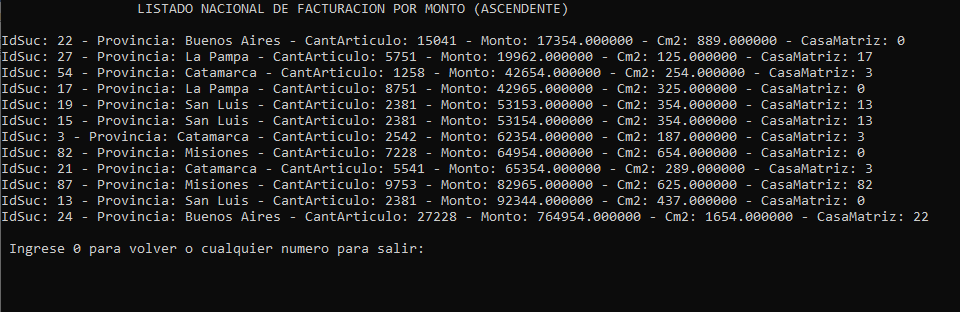 LISTADO NACIONAL DE FACTURACION POR MONTO (ASCENDENTE)
IdSuc: 22 - Provincia: Buenos Aires - CantArticulo: 15041 - Monto: 17354.000000 - Cm2: 889.000000 - CasaMatriz: 0
IdSuc: 27 - Provincia: La Pampa - CantArticulo: 5751 - Monto: 19962.000000 - Cm2: 125.000000 - CasaMatriz: 17
IdSuc: 54 - Provincia: Catamarca - CantArticulo: 1258 - Monto: 42654.000000 - Cm2: 254.000000 - CasaMatriz: 3
IdSuc: 17 - Provincia: La Pampa - CantArticulo: 8751 - Monto: 42965.000000 - Cm2: 325.000000 - CasaMatriz: 0
IdSuc: 19 - Provincia: San Luis - CantArticulo: 2381 - Monto: 53153.000000 - Cm2: 354.000000 - CasaMatriz: 13
IdSuc: 15 - Provincia: San Luis - CantArticulo: 2381 - Monto: 53154.000000 - Cm2: 354.000000 - CasaMatriz: 13
IdSuc: 3 - Provincia: Catamarca - CantArticulo: 2542 - Monto: 62354.000000 - Cm2: 187.000000 - CasaMatriz: 3
IdSuc: 82 - Provincia: Misiones - CantArticulo: 7228 - Monto: 64954.000000 - Cm2: 654.000000 - CasaMatriz: 0
IdSuc: 21 - Provincia: Catamarca - CantArticulo: 5541 - Monto: 65354.000000 - Cm2: 289.000000 - CasaMatriz: 3
IdSuc: 87 - Provincia: Misiones - CantArticulo: 9753 - Monto: 82965.000000 - Cm2: 625.000000 - CasaMatriz: 82
IdSuc: 13 - Provincia: San Luis - CantArticulo: 2381 - Monto: 92344.000000 - Cm2: 437.000000 - CasaMatriz: 0
IdSuc: 24 - Provincia: Buenos Aires - CantArticulo: 27228 - Monto: 764954.000000 - Cm2: 1654.000000 - CasaMatriz: 22
Ingrese 0 para volver o cualquier numero para salir: